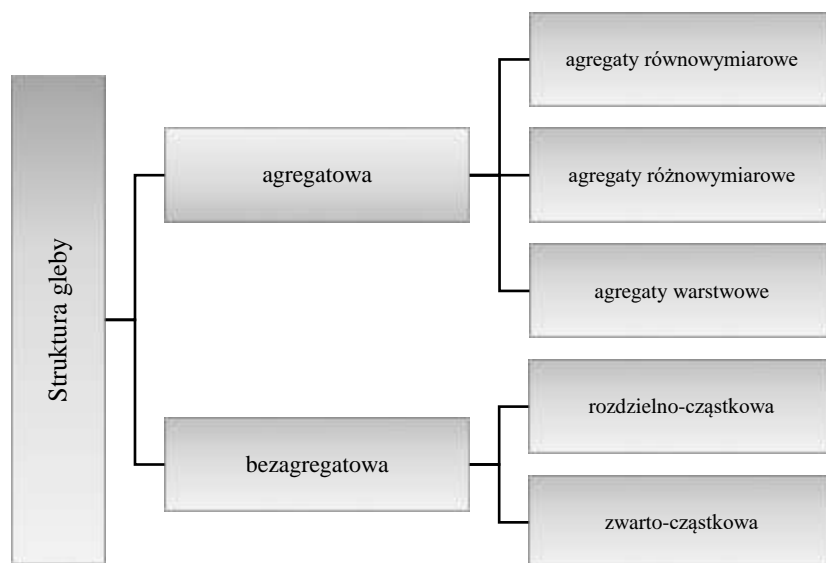 Struktura gleby
agregatowa
agregaty równowymiarowe
agregaty różnowymiarowe
agregaty warstwowe
bezagregatowa
rozdzielno-cząstkowa
zwarto-cząstkowa